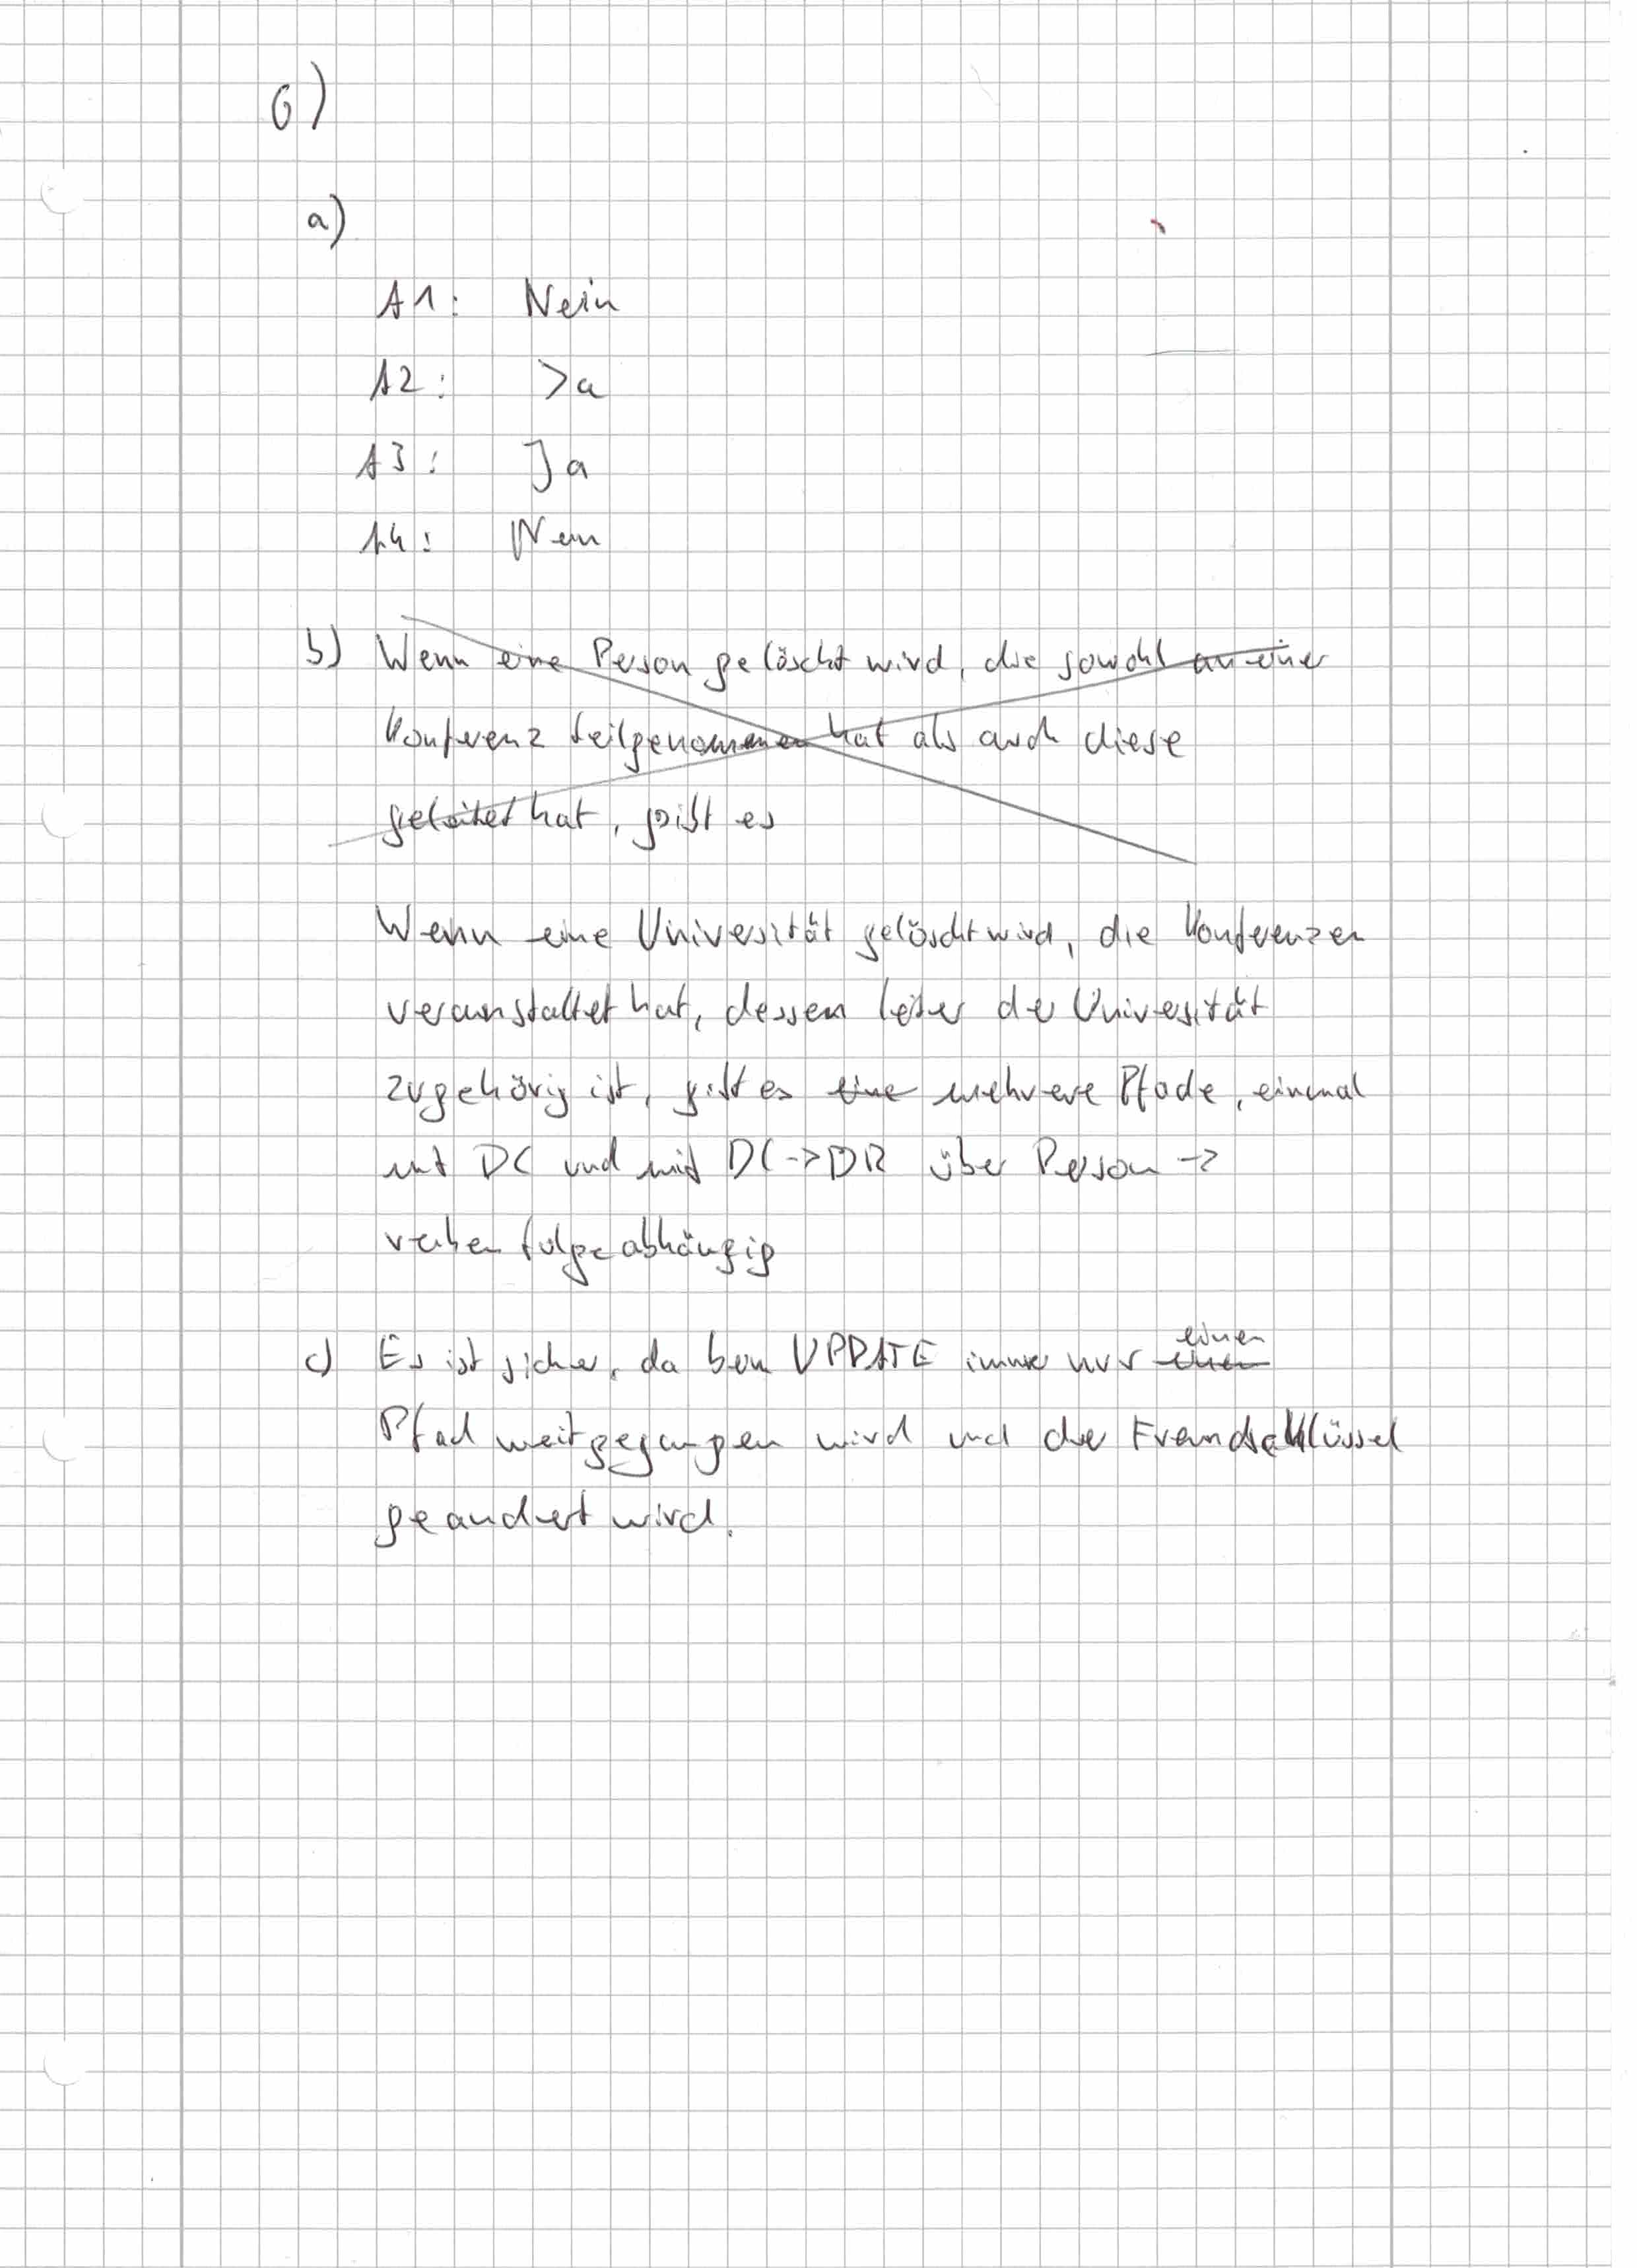 6)
a)
A1: Nein
A2: Ja
A3: Ja
A4: Nein
b) Wenn eine Person gelöscht wird, die sowohl an einer
Konferenz teilgenommen hat als auch diese
geleitet hat, gibt es
Wenn eine Universität gelöscht wird, die Konferenzen
veranstaltet hat, dessen Leiter der Universität
zugehörig ist, gibt es eine mehrere Pfade, einmal
mit DC und mit DC -> DR über Person ->
reihenfolgeabhängig
c) Es ist sicher, da beim UPDATE immer nur einen
Pfad weitgegangen wird und die Fremdschlüssel
geändert wird.